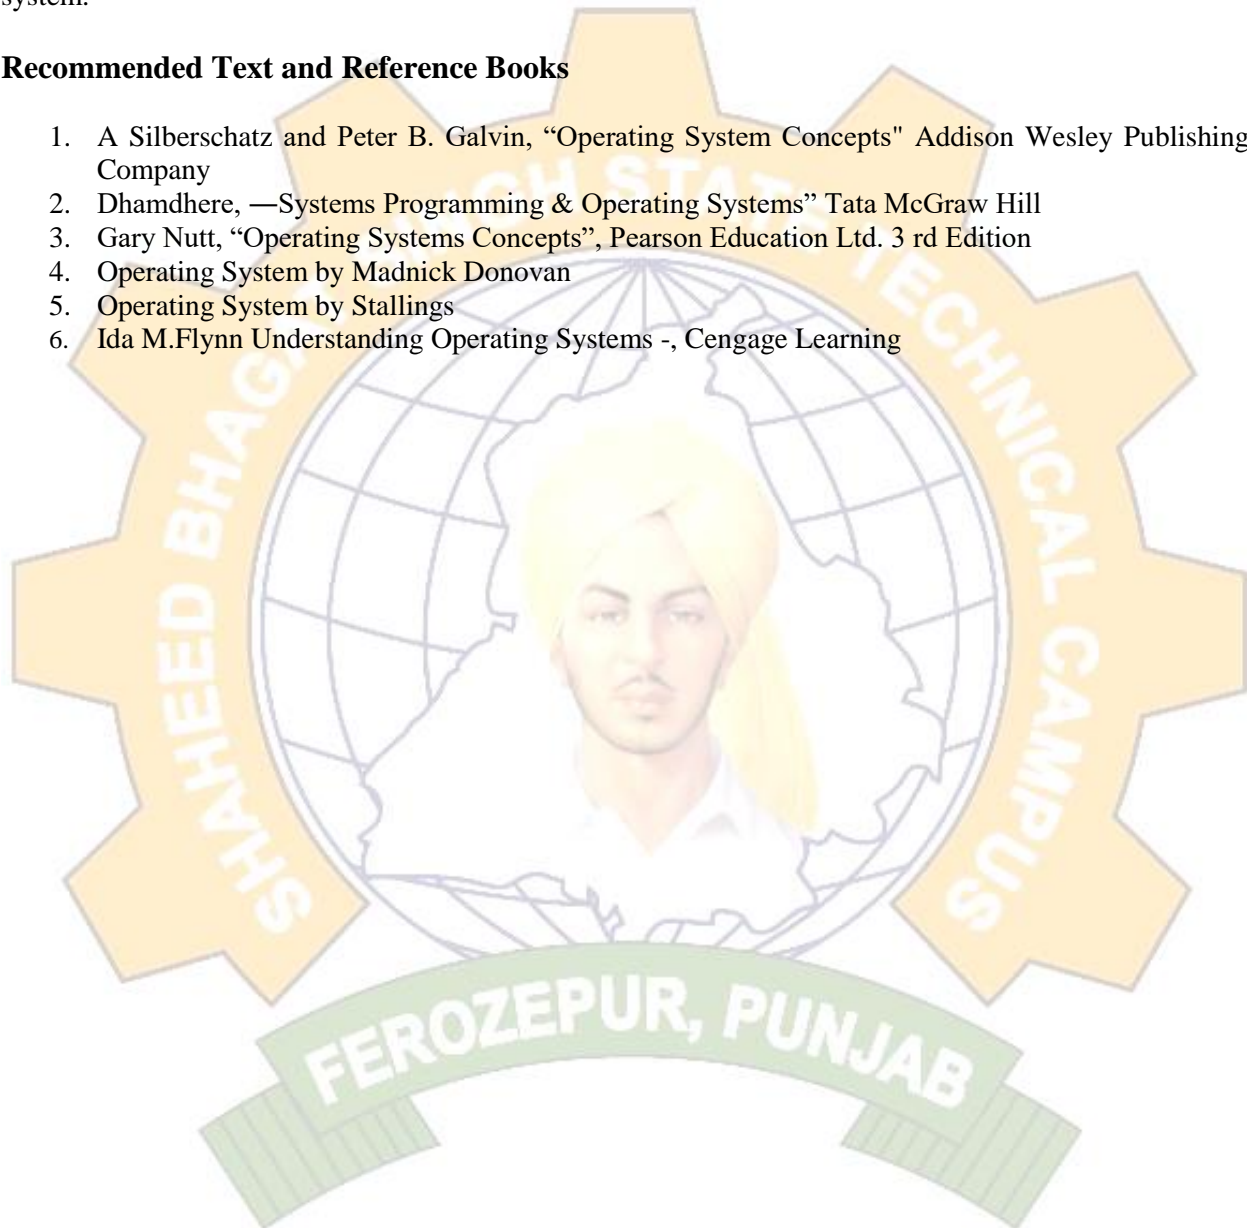 system.
Recommended Text and Reference Books
1. A Silberschatz and Peter B. Galvin, “Operating System Concepts" Addison Wesley Publishing
Company
2. Dhamdhere, ―Systems Programming & Operating Systems” Tata McGraw Hill
3. Gary Nutt, “Operating Systems Concepts”, Pearson Education Ltd. 3 rd Edition
4. Operating System by Madnick Donovan
5. Operating System by Stallings
6. Ida M.Flynn Understanding Operating Systems -, Cengage Learning
SHAHEED BHAGAT SINGH STATE TECHNICAL CAMPUS
FEROZEPUR, PUNJAB